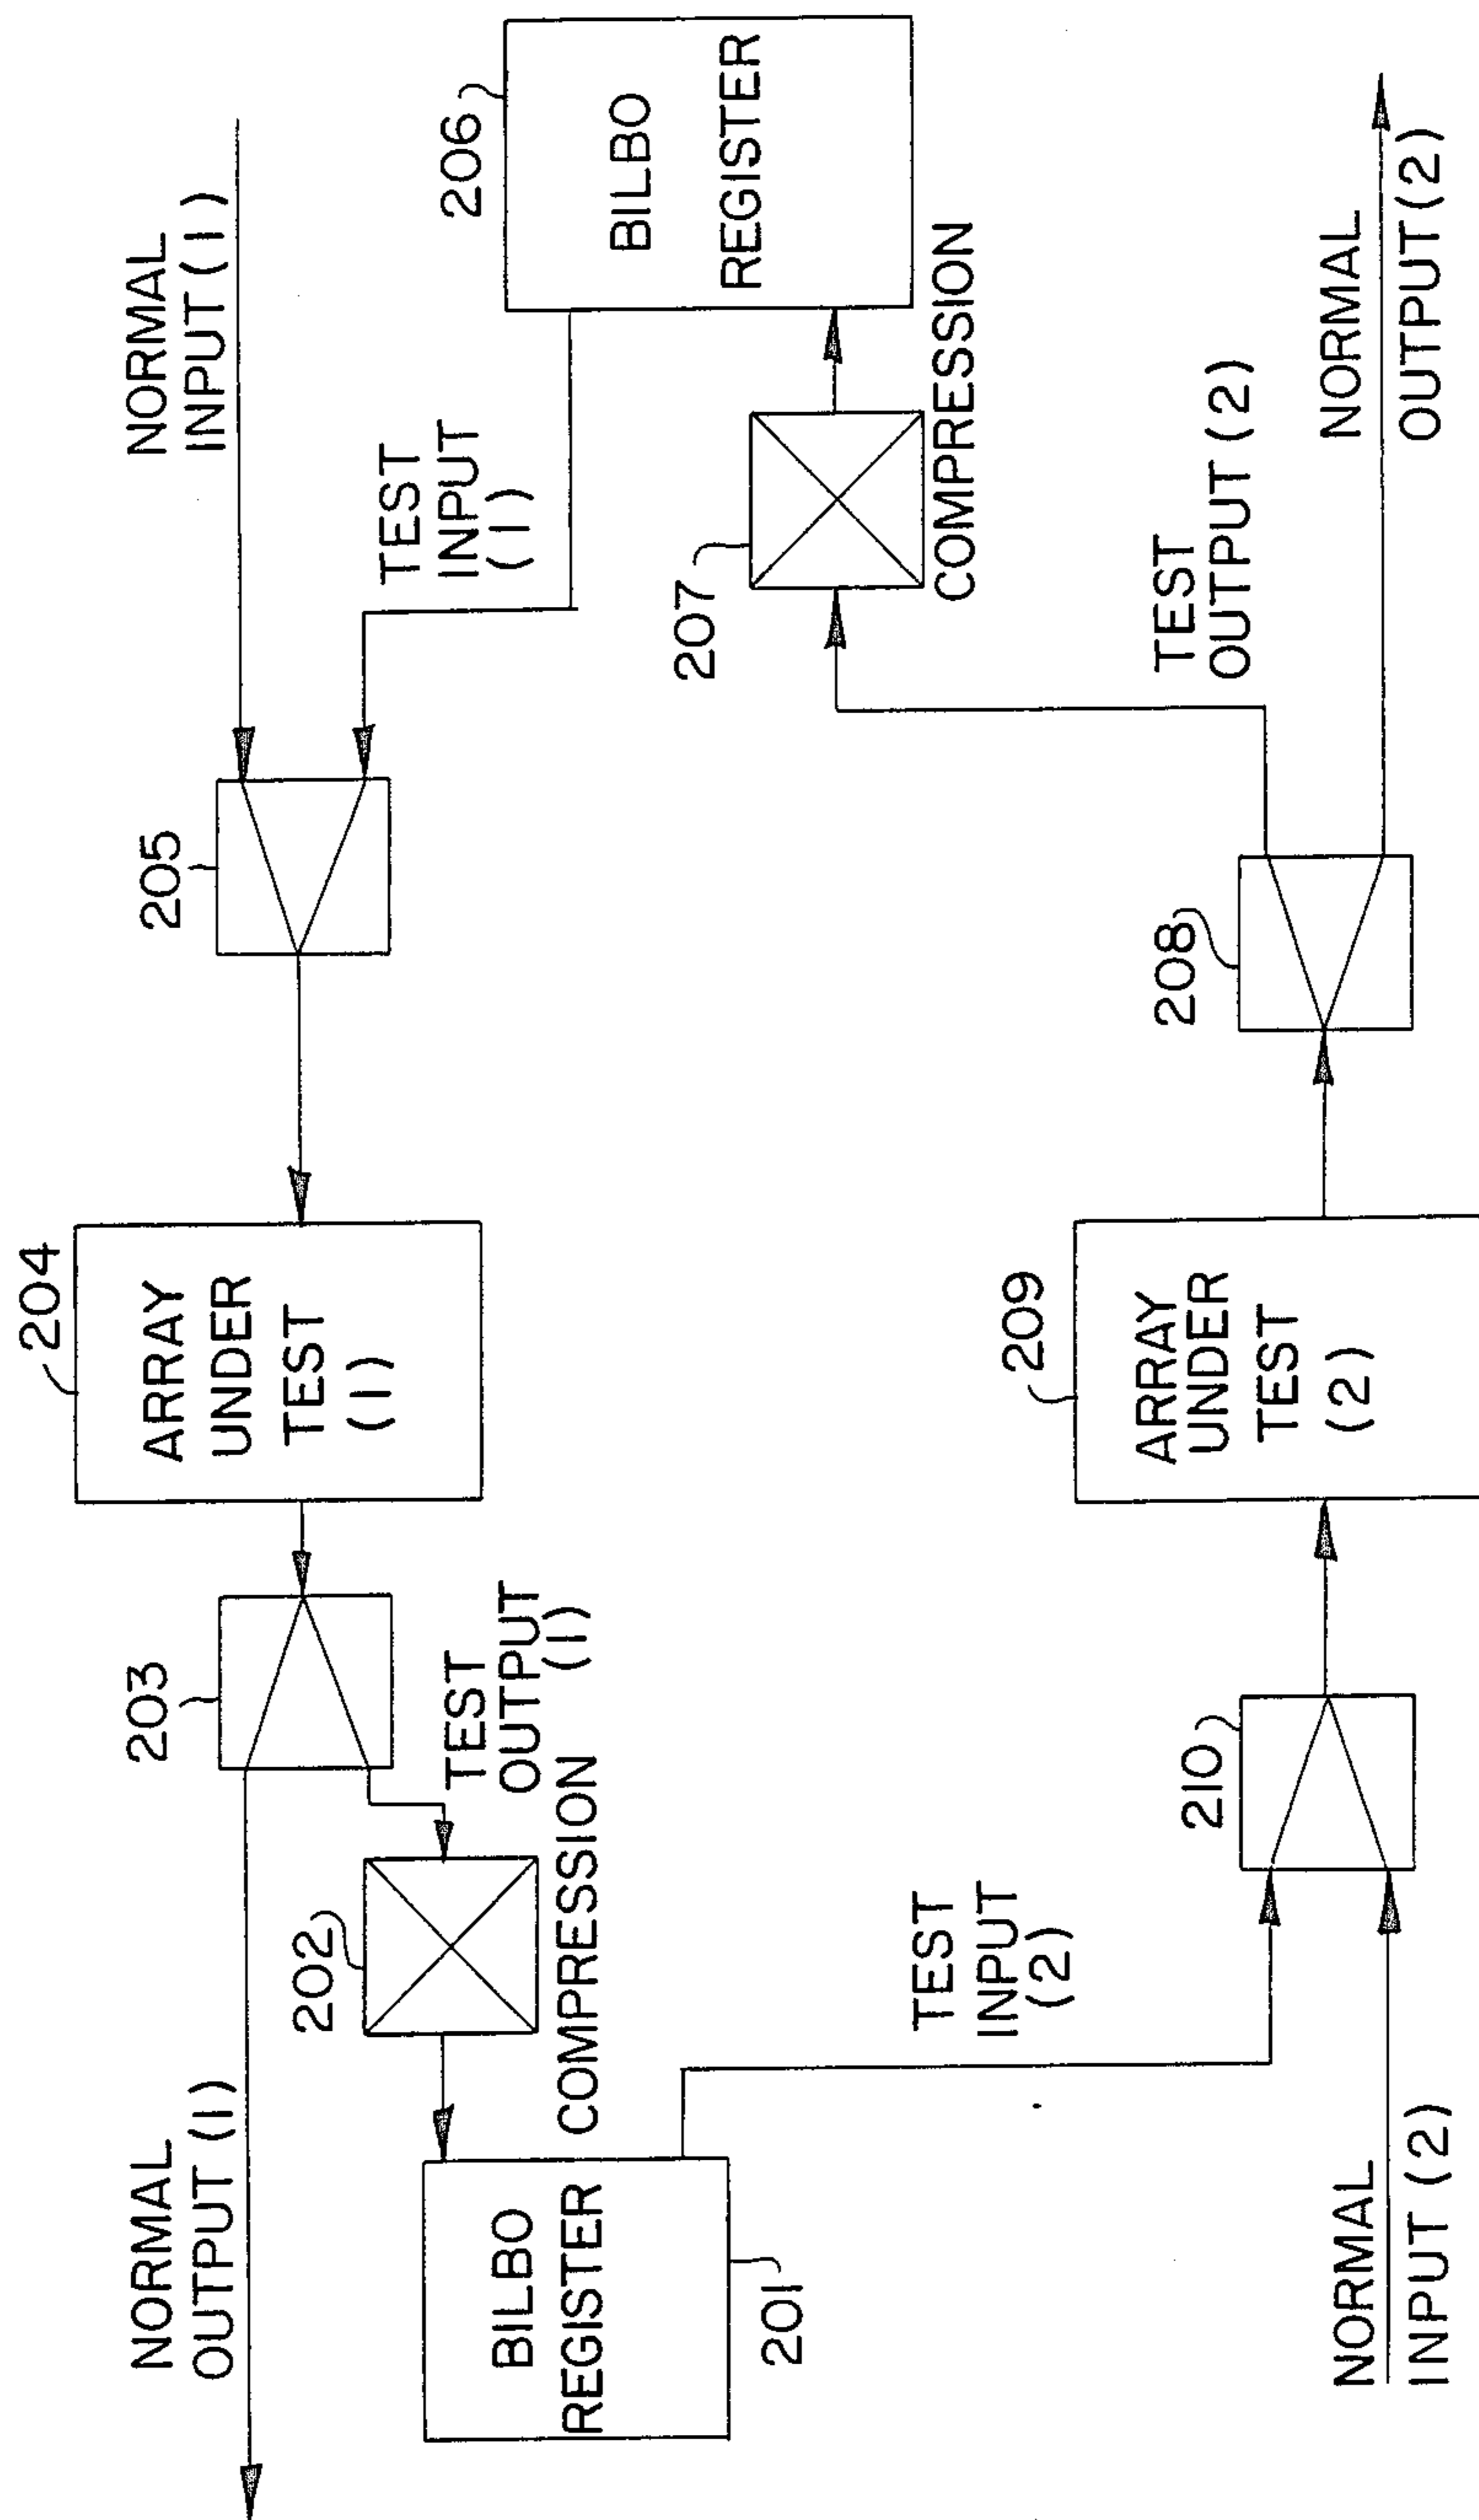 NORMAL
OUTPUT (1)
203
204
ARRAY
UNDER
TEST
(1)
205
NORMAL
INPUT (1)
202
TEST
OUTPUT
(1)
COMPRESSION
TEST
INPUT
(1)
206
BILBO
REGISTER
BILBO
REGISTER
201
207
COMPRESSION
TEST
INPUT
(2)
210
209
ARRAY
UNDER
TEST
(2)
208
TEST
OUTPUT (2)
NORMAL
INPUT (2)
NORMAL
OUTPUT (2)